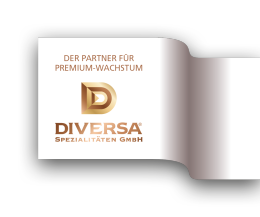 DER PARTNER FÜR
PREMIUM-WACHSTUM
D
DIVERSA®
SPEZIALITÄTEN GMBH